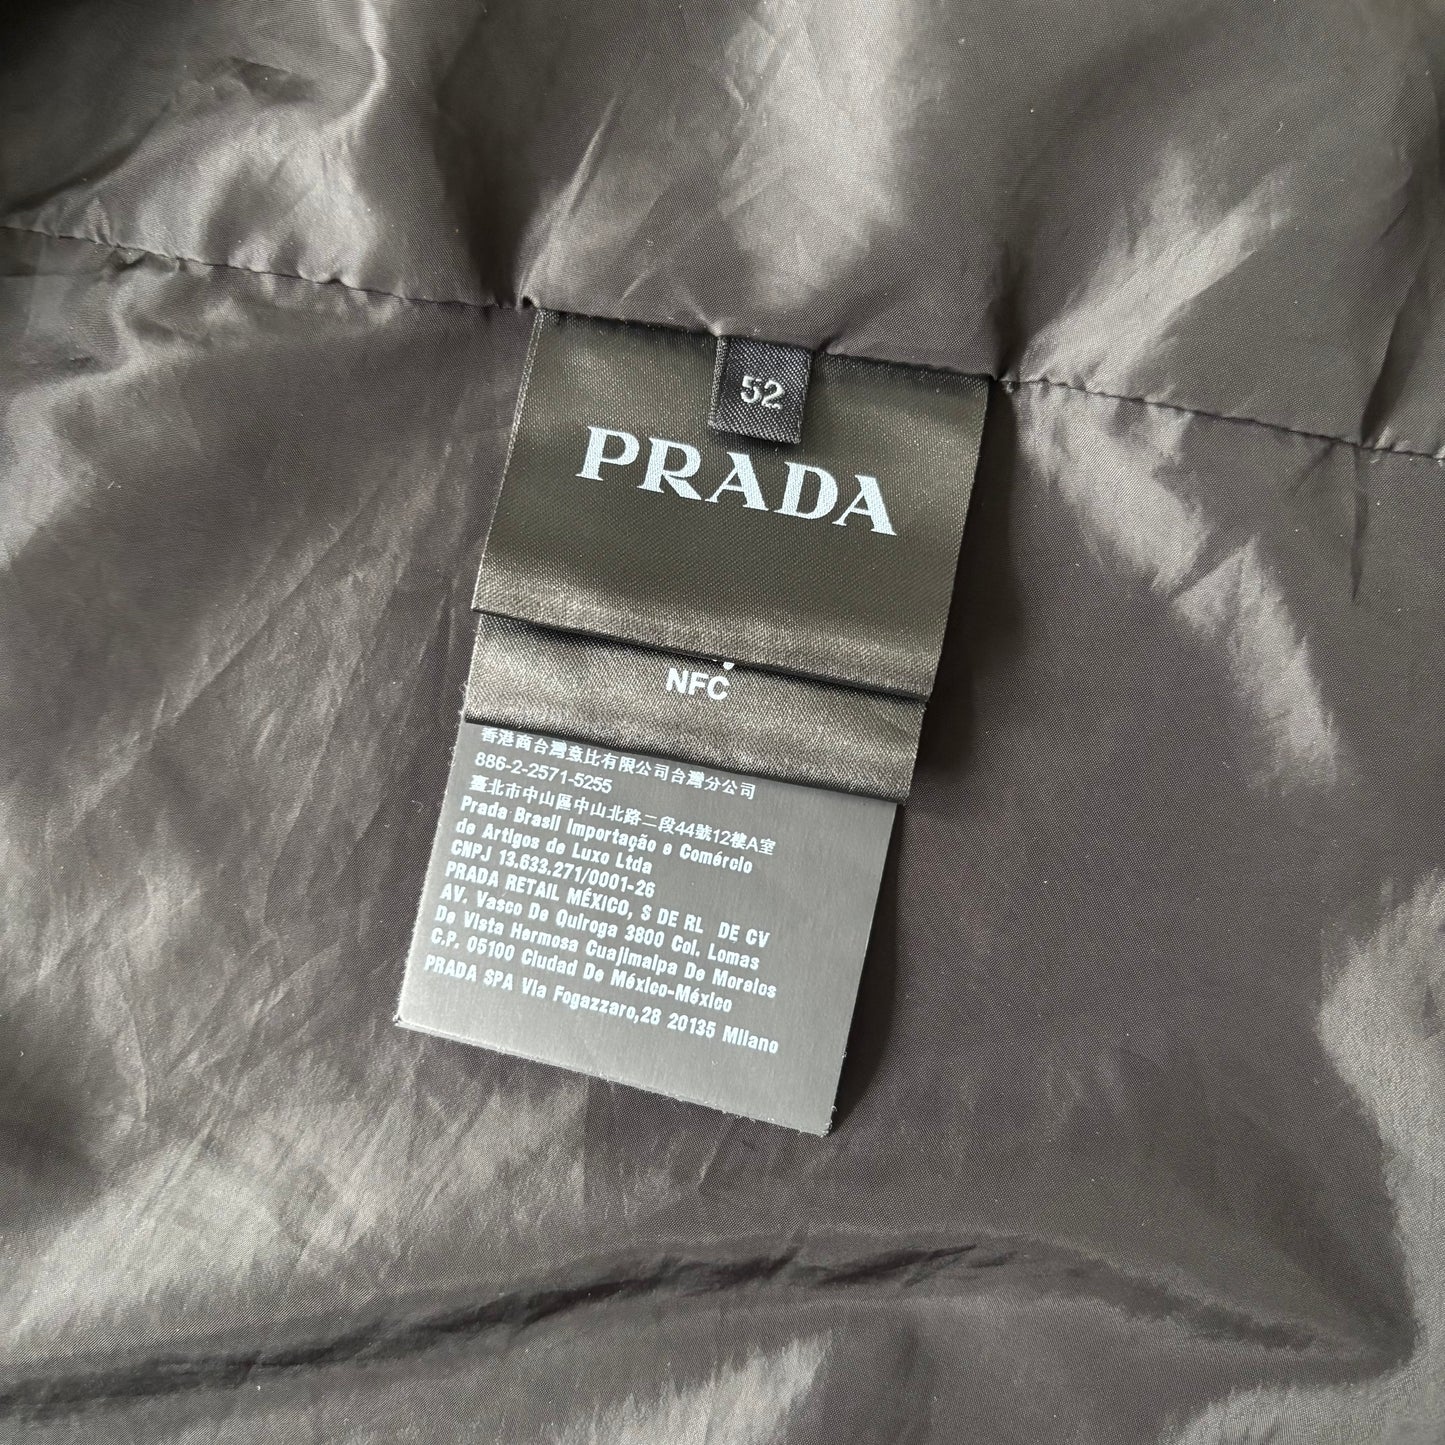 52
PRADA
NFC
香港商台灣意比有限公司台灣分公司
886-2-2571-5255
臺北市中山區中山北路二段44號12樓A室
Prada Brasil Importação e Comércio
de Artigos de Luxo Ltda
CNPJ 13.633.271/0001-26
PRADA RETAIL MÉXICO, S DE RL DE CV
AV. Vasco De Quiroga 3800 Col. Lomas
De Vista Hermosa Cuajimalpa De Morelos
C.P. 05100 Ciudad De México-México
PRADA SPA Via Fogazzaro,28 20135 Milano